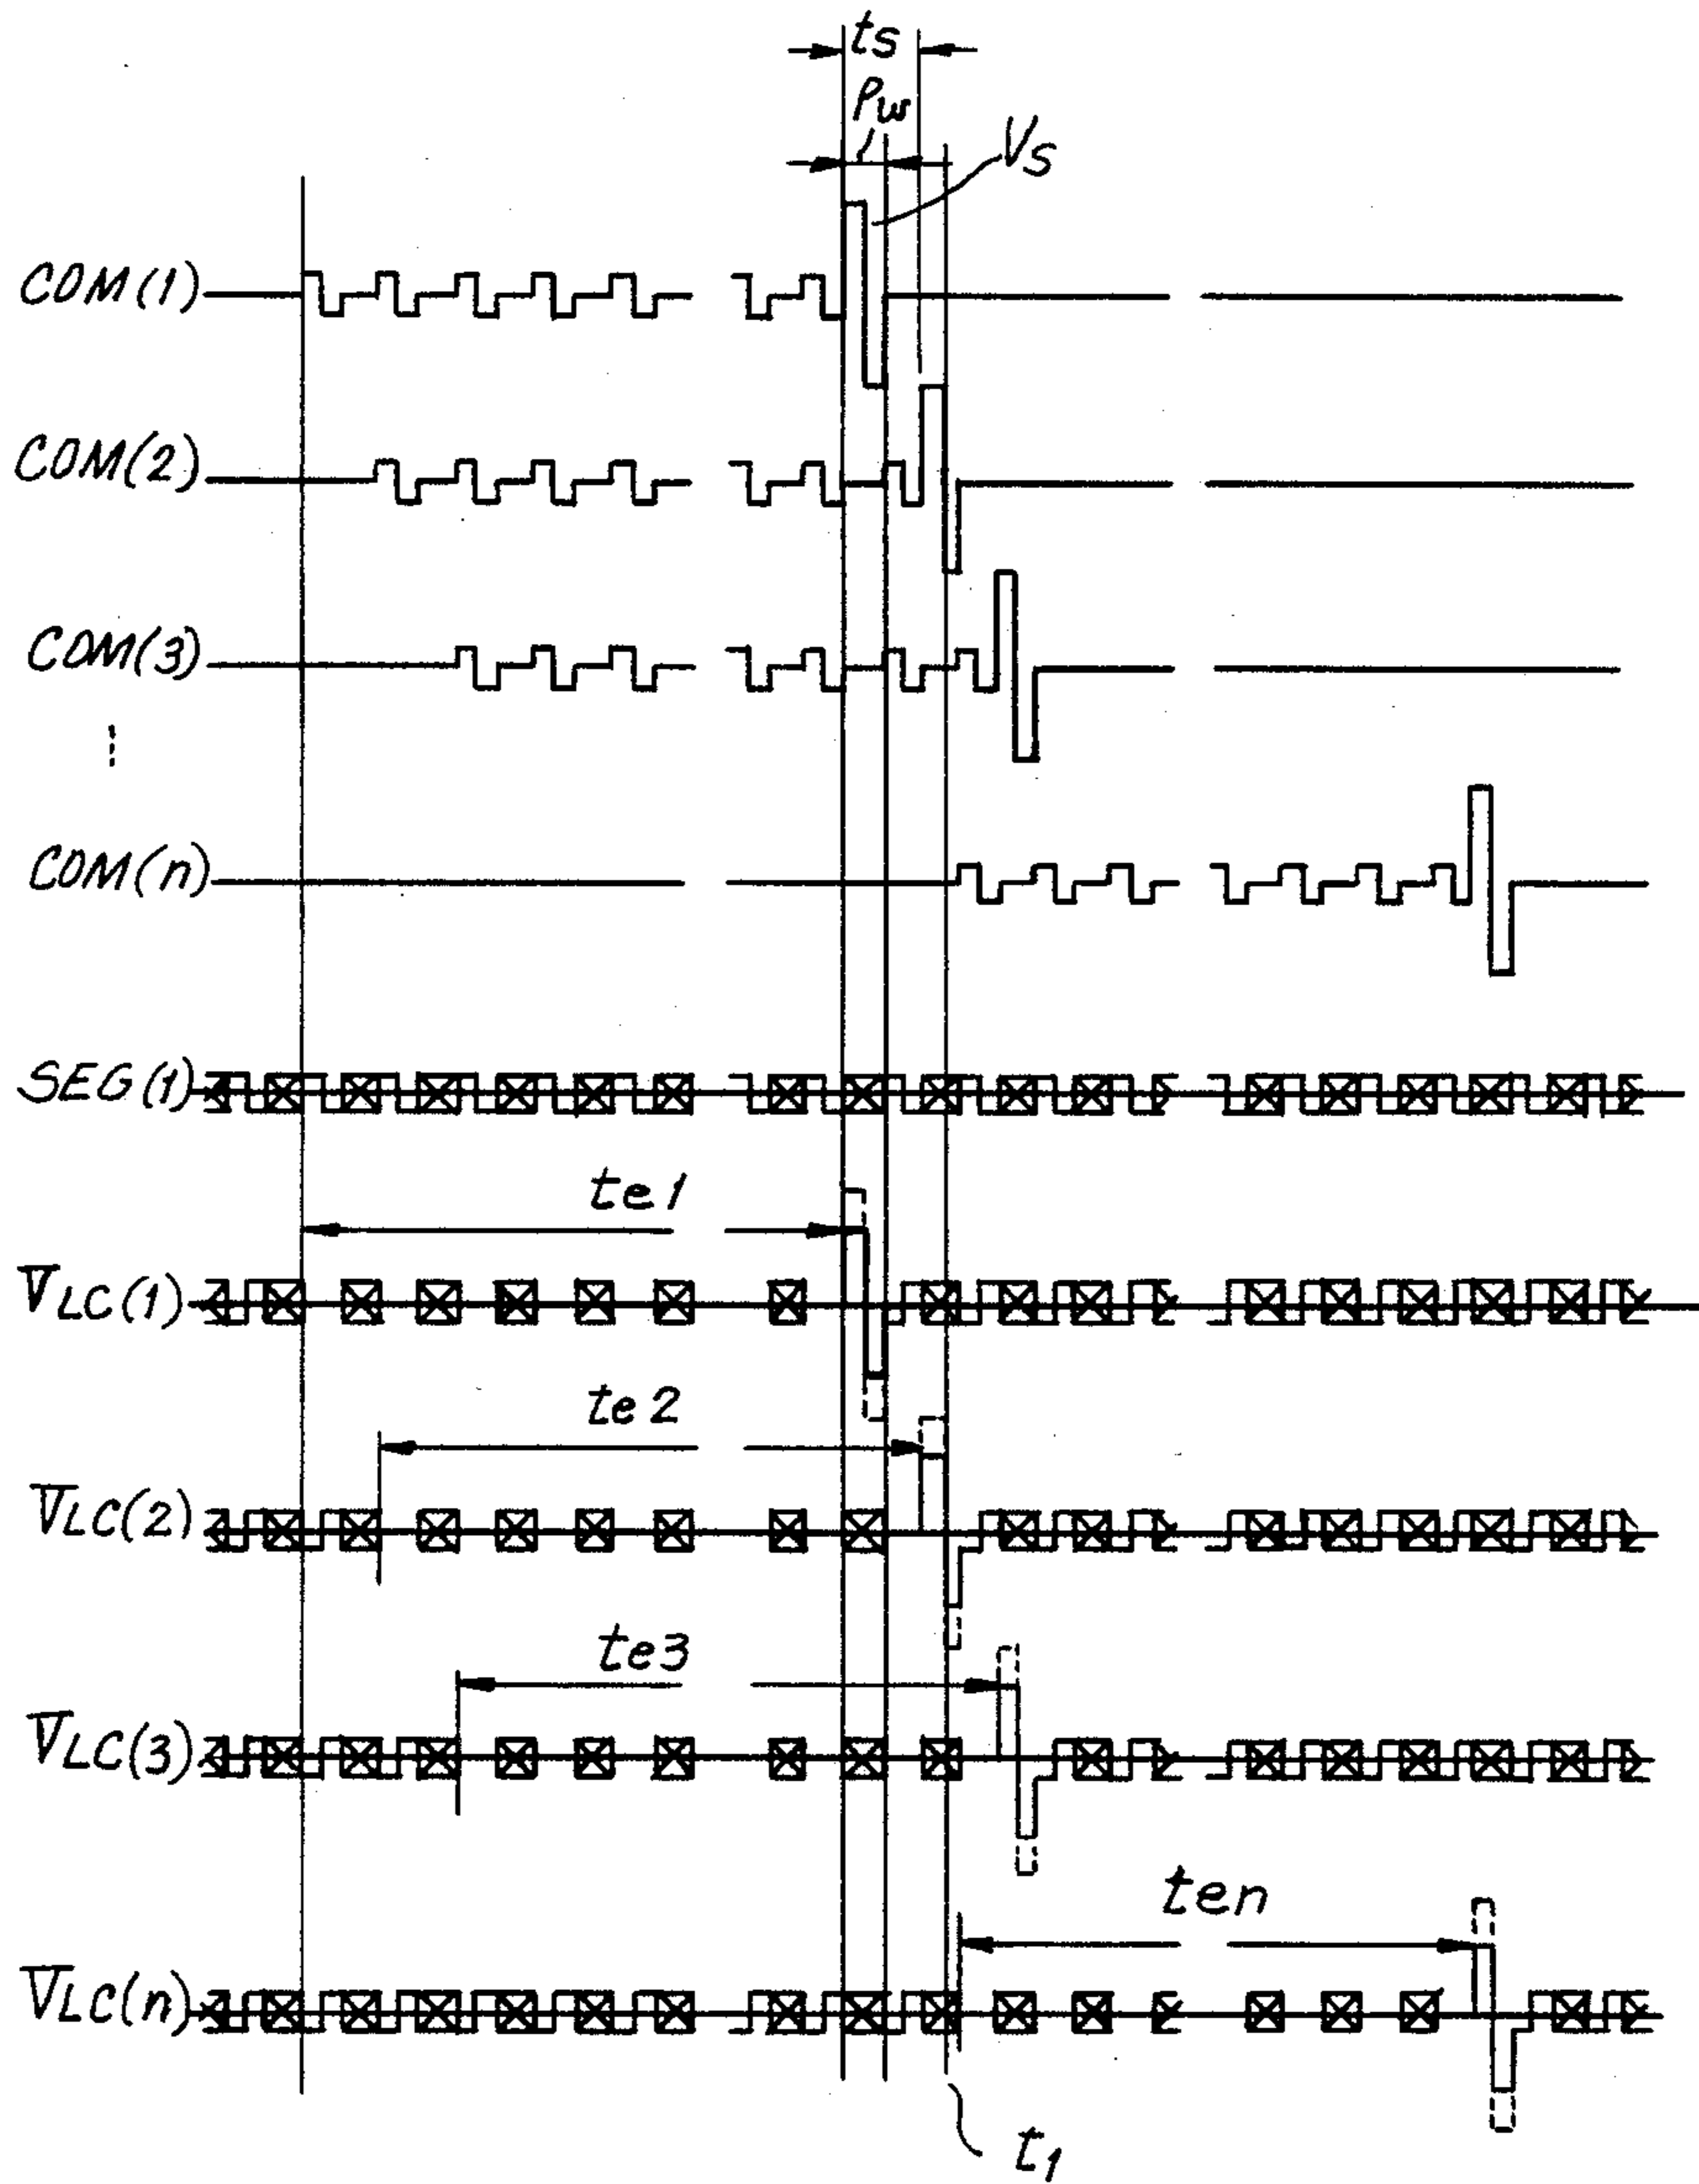 ts
Pw
Vs
COM(1)
COM(2)
COM(3)
COM(n)
SEG(1)
te1
VLC(1)
te2
VLC(2)
te3
VLC(3)
ten
VLC(n)
t1